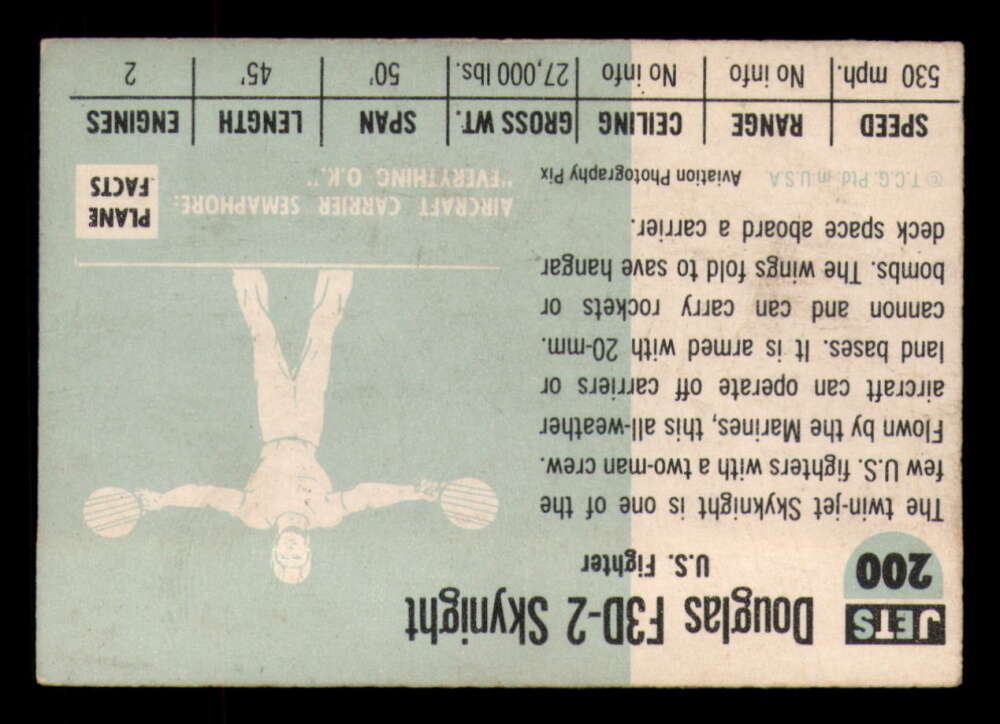 JETS
200
Douglas F3D-2 Skynight
U.S. Fighter
The twin-jet Skyknight is one of the
few U.S. fighters with a two-man crew.
Flown by the Marines, this all-weather
aircraft can operate off carriers or
land bases. It is armed with 20-mm.
cannon and can carry rockets or
bombs. The wings fold to save hangar
deck space aboard a carrier.
© T.C.G. Ptd in U.S.A Aviation Photography Pix
AIRCRAFT CARRIER SEMAPHORE:
"EVERYTHING O.K."
PLANE
FACTS
SPEED RANGE CEILING GROSS WT. SPAN LENGTH ENGINES
530 mph. No info No info 27,000 lbs. 50' 45' 2